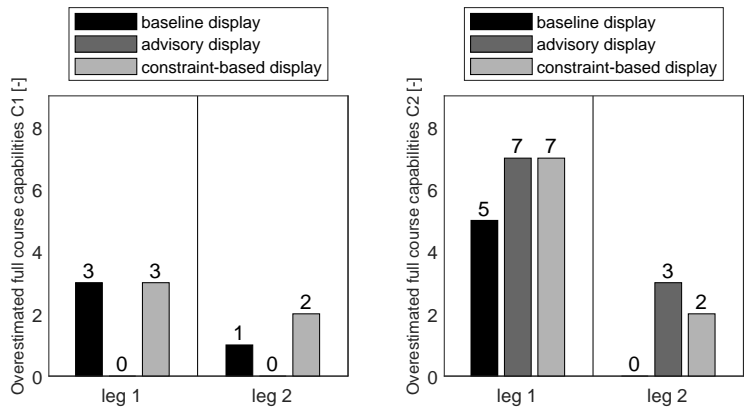 baseline display
advisory display
constraint-based display
Overestimated full course capabilities C1 [-]
8
6
4
2
0
3
0
3
1
0
2
leg 1
leg 2
baseline display
advisory display
constraint-based display
Overestimated full course capabilities C2 [-]
8
6
4
2
0
5
7
7
0
3
2
leg 1
leg 2